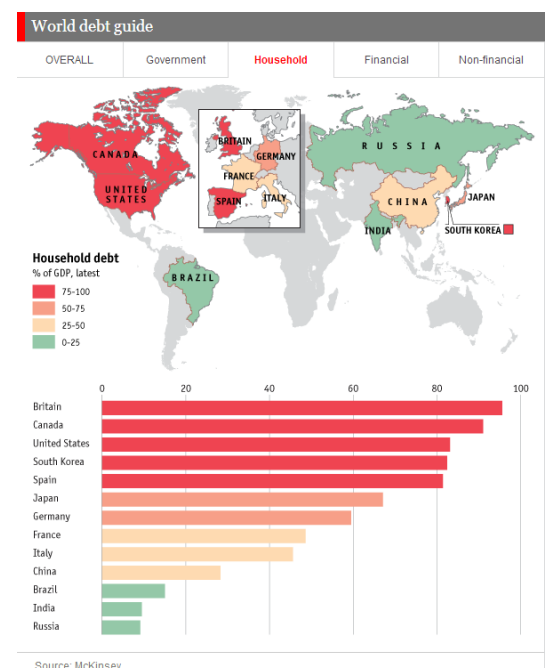 World debt guide
OVERALL Government Household Financial Non-financial
CANADA
UNITED
STATES
BRITAIN
GERMANY
FRANCE
SPAIN
ITALY
RUSSIA
CHINA
JAPAN
INDIA
SOUTH KOREA
BRAZIL
Household debt
% of GDP, latest
75-100
50-75
25-50
0-25
0 20 40 60 80 100
Britain
Canada
United States
South Korea
Spain
Japan
Germany
France
Italy
China
Brazil
India
Russia
Source: McKinsey